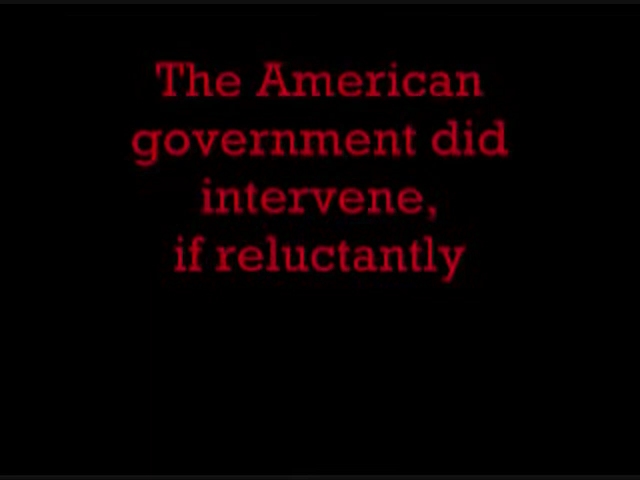 The American
government did
intervene,
if reluctantly